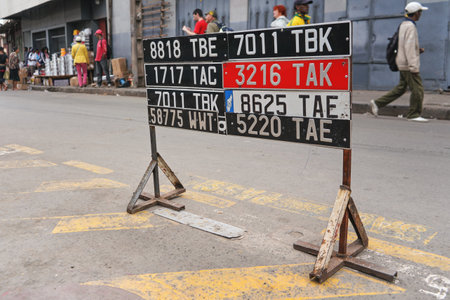 8818 TBE 7011 TBK
1717 TAC 3216 TAK
7011 TBK 8625 TAE
58775 WWT 5220 TAE